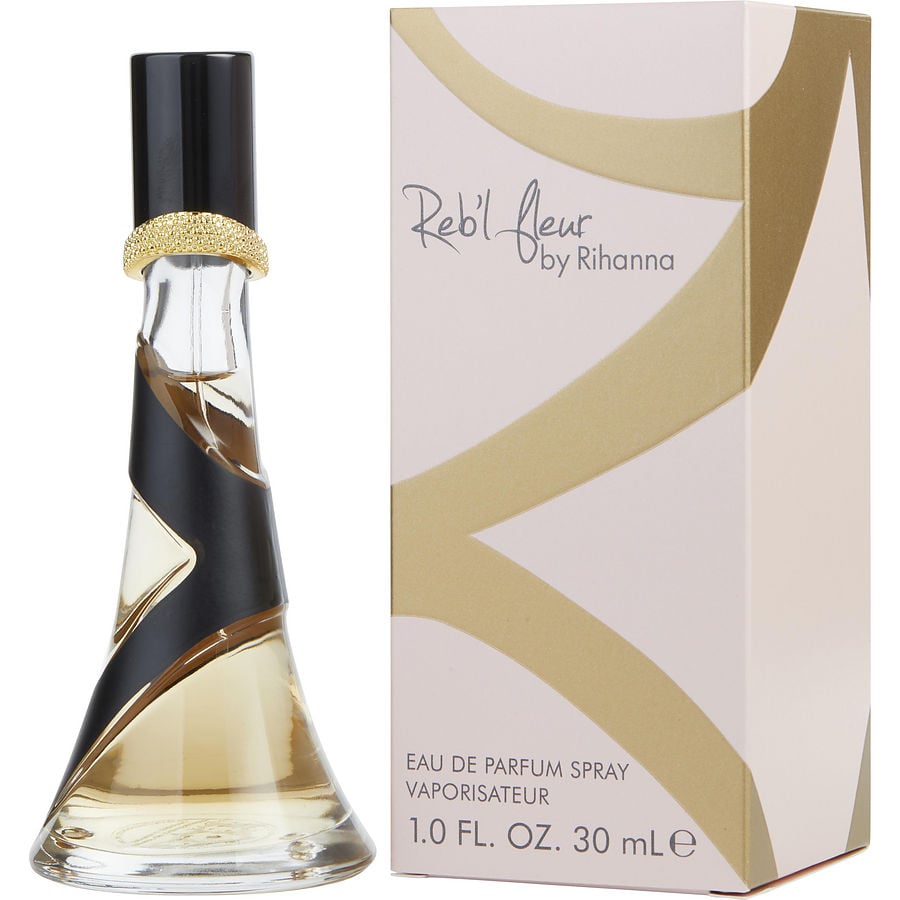 Reb'l fleur
by Rihanna
EAU DE PARFUM SPRAY
VAPORISATEUR
1.0 FL. OZ. 30 mL ℮